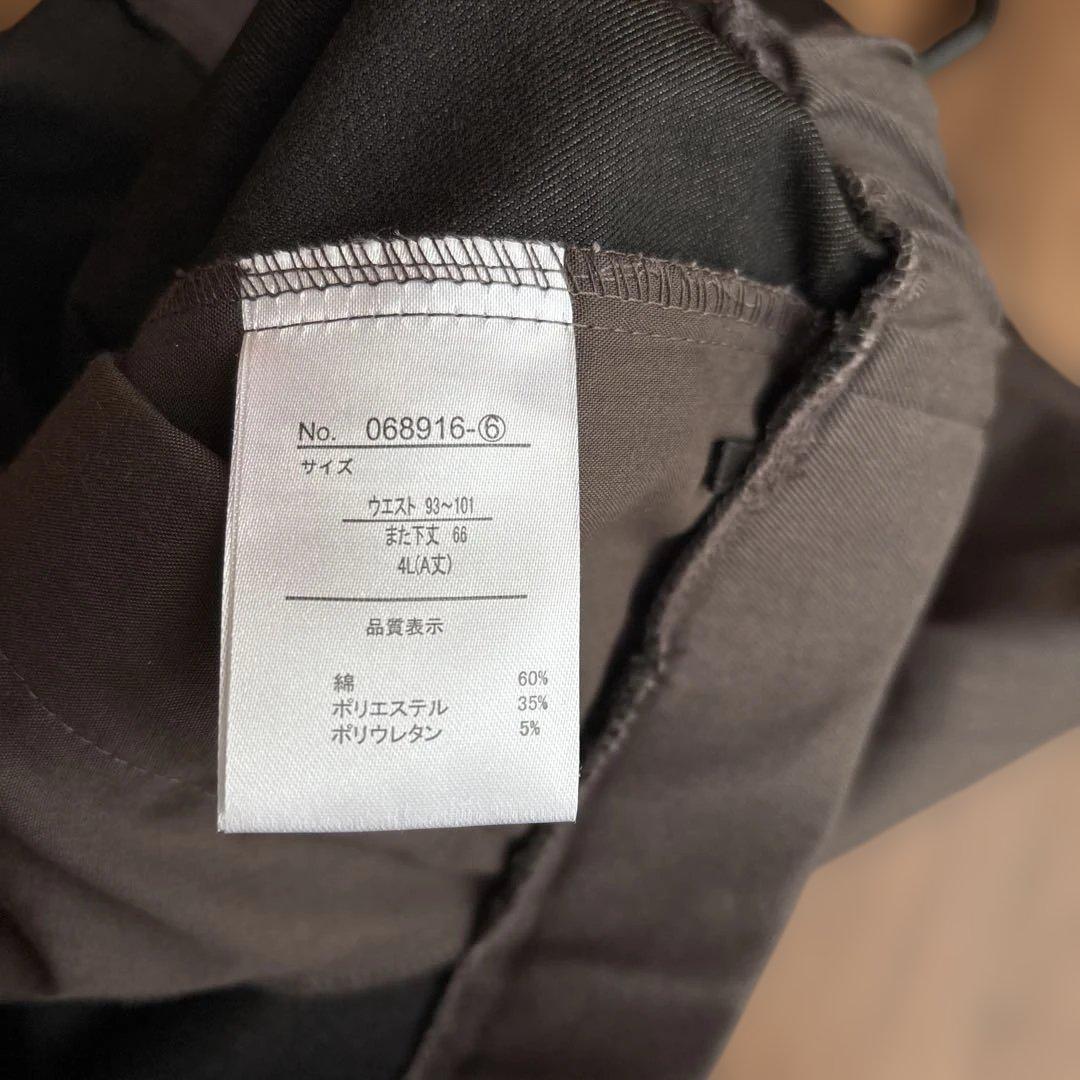 No. 068916-⑥
サイズ
ウエスト 93~101
また下丈 66
4L(A丈)
品質表示
綿 60%
ポリエステル 35%
ポリウレタン 5%